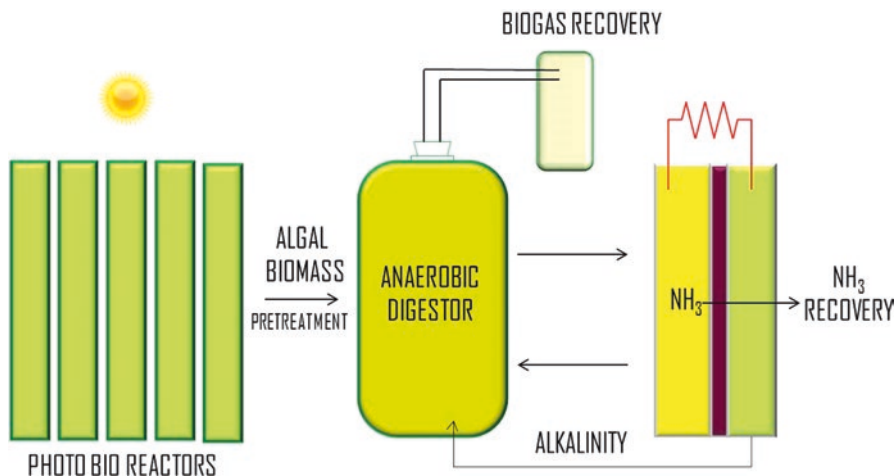 BIOGAS RECOVERY
ALGAL
BIOMASS
PRETREATMENT
ANAEROBIC
DIGESTOR
NH₃
NH₃
RECOVERY
ALKALINITY
PHOTO BIO REACTORS